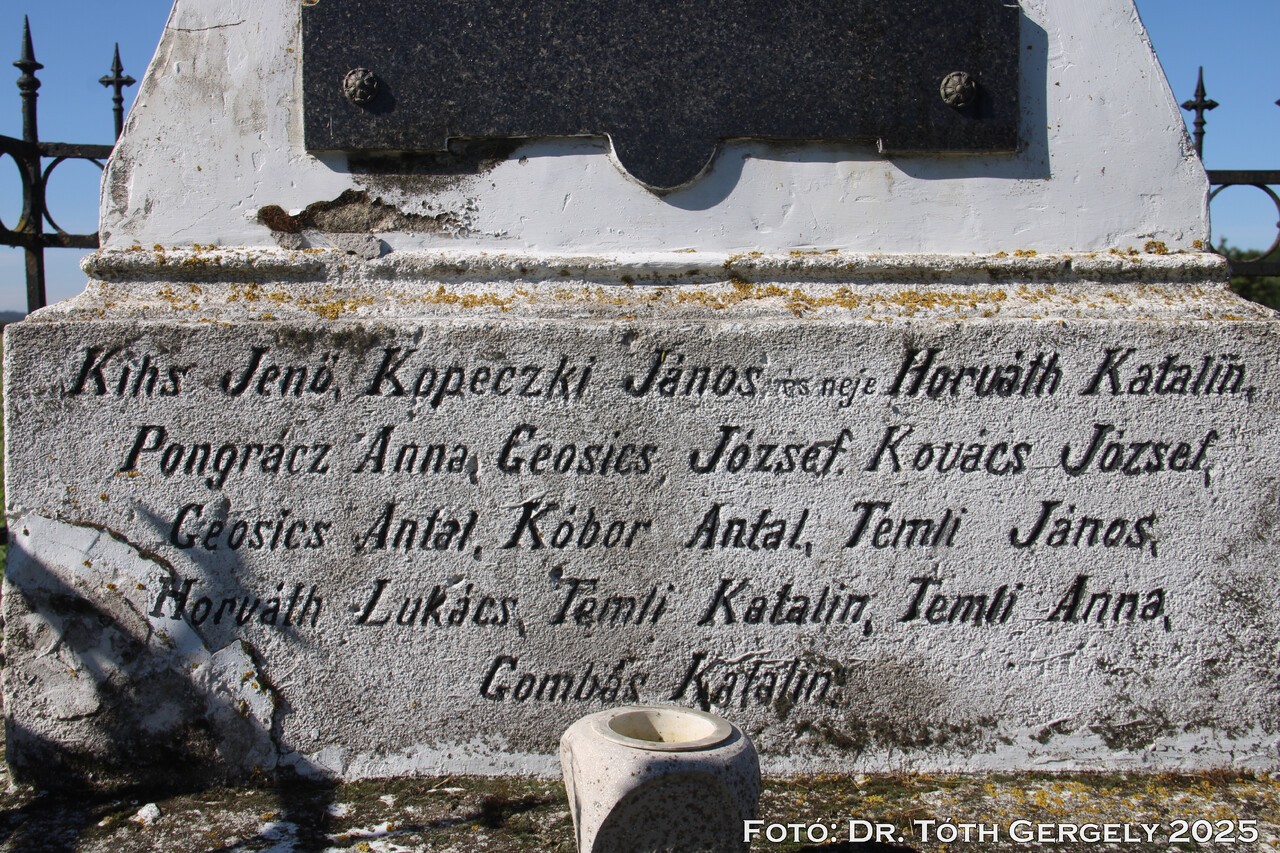 Kihs Jenő, Kopeczki János és neje Horváth Katalin,
Pongrácz Anna, Geosics József, Kovács József,
Geosics Antal, Kóbor Antal, Temli János,
Horváth Lukács, Temli Katalin, Temli Anna,
Gombás Katalin.
Fotó: Dr. Tóth Gergely 2025